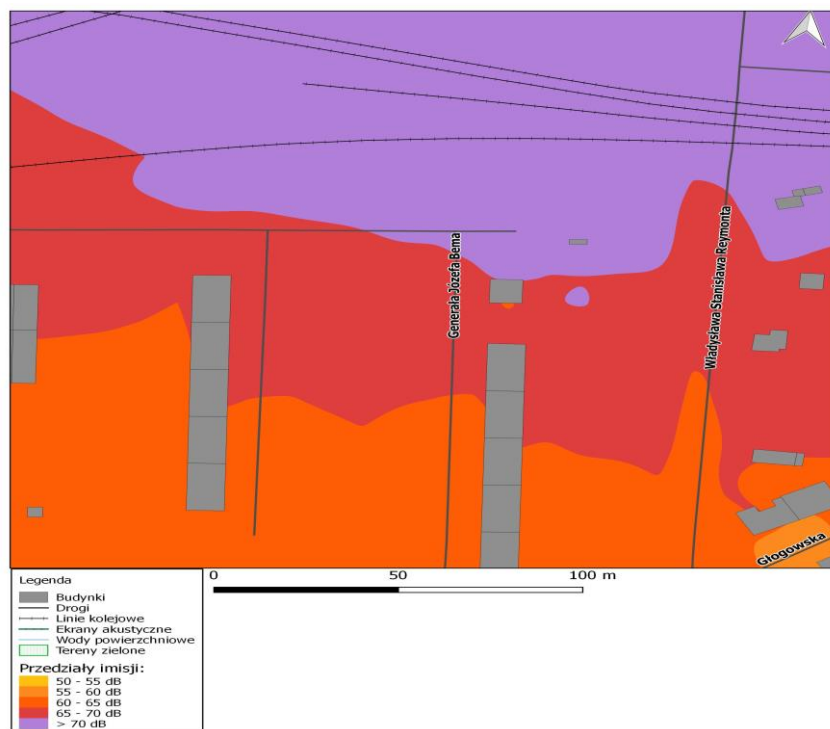 Generała Józefa Bema
Władysława Stanisława Reymonta
Głogowska
0 50 100 m
Legenda
Budynki
Drogi
Linie kolejowe
Ekrany akustyczne
Wody powierzchniowe
Tereny zielone
Przedziały imisji:
50 - 55 dB
55 - 60 dB
60 - 65 dB
65 - 70 dB
> 70 dB